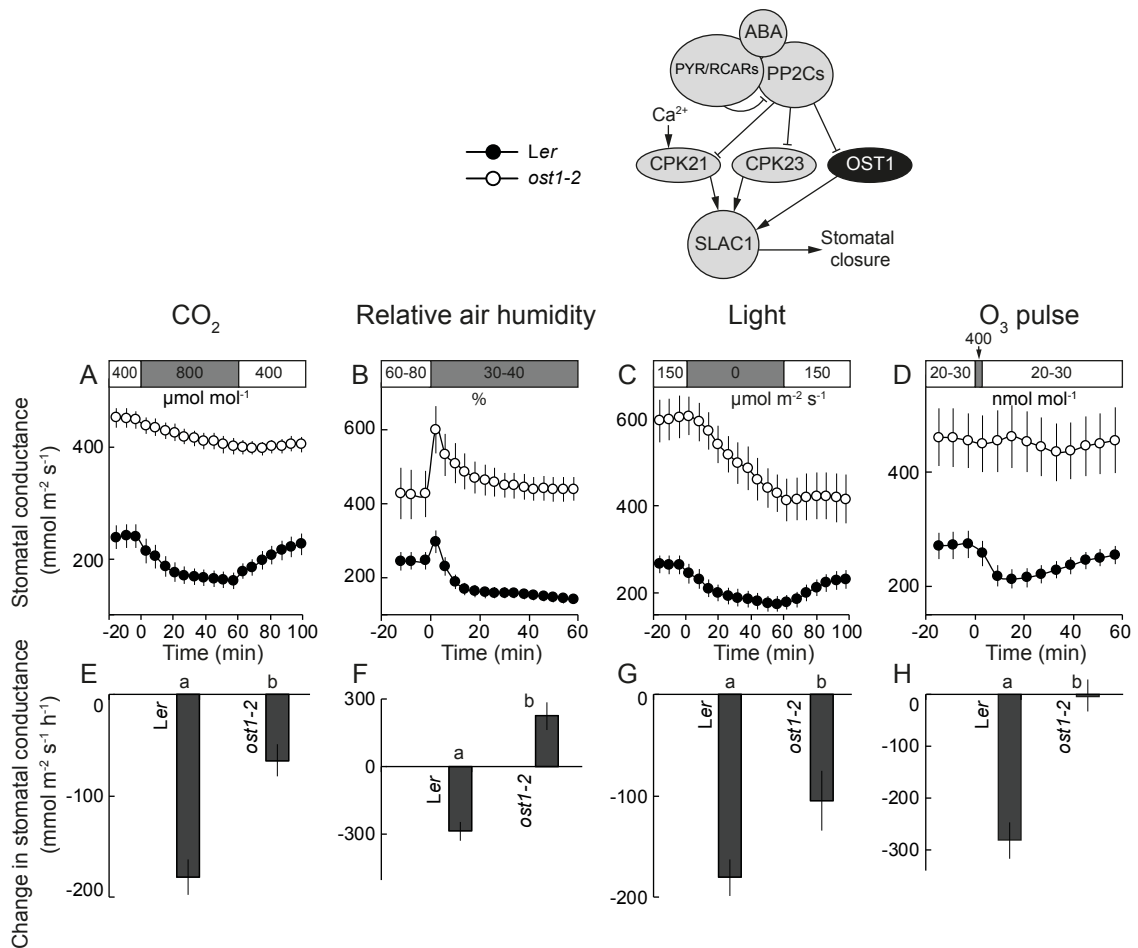 ABA
PYR/RCARs
PP2Cs
Ca²⁺
CPK21
CPK23
OST1
SLAC1
Stomatal
closure
Ler
ost1-2
CO₂
Relative air humidity
Light
O₃ pulse
A
400
800
400
µmol mol⁻¹
B
60-80
30-40
%
C
150
0
150
µmol m⁻² s⁻¹
D
400
20-30
20-30
nmol mol⁻¹
Stomatal conductance
(mmol m⁻² s⁻¹)
400
200
-20 0 20 40 60 80 100
Time (min)
600
400
200
-20 0 20 40 60
Time (min)
600
400
200
-20 0 20 40 60 80 100
Time (min)
400
200
-20 0 20 40 60
Time (min)
Change in stomatal conductance
(mmol m⁻² s⁻¹ h⁻¹)
E
a
b
Ler
ost1-2
0
-100
-200
F
a
b
Ler
ost1-2
300
0
-300
G
a
b
Ler
ost1-2
0
-100
-200
H
a
b
Ler
ost1-2
0
-100
-200
-300